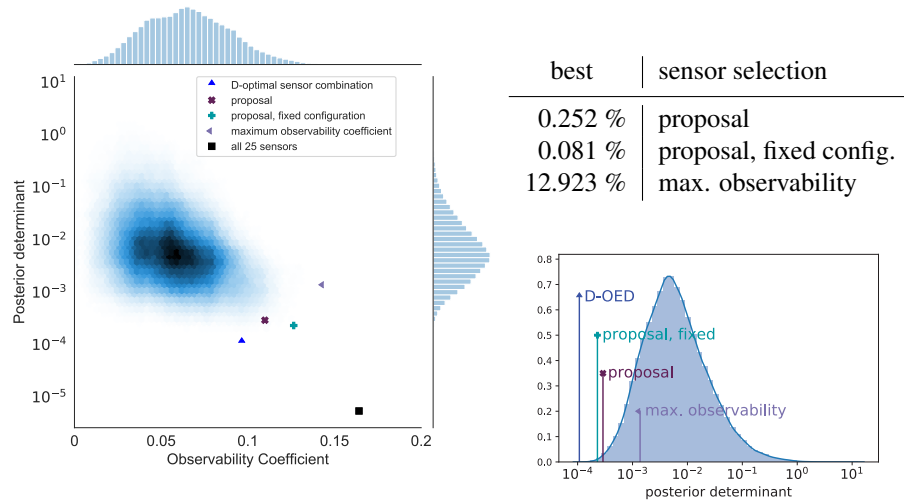 D-optimal sensor combination
proposal
proposal, fixed configuration
maximum observability coefficient
all 25 sensors
Posterior determinant
10^1
10^0
10^-1
10^-2
10^-3
10^-4
10^-5
0 0.05 0.1 0.15 0.2
Observability Coefficient
best sensor selection
0.252 % proposal
0.081 % proposal, fixed config.
12.923 % max. observability
0.8
0.7
0.6
0.5
0.4
0.3
0.2
0.1
0.0
D-OED
proposal, fixed
proposal
max. observability
10^-4 10^-3 10^-2 10^-1 10^0 10^1
posterior determinant